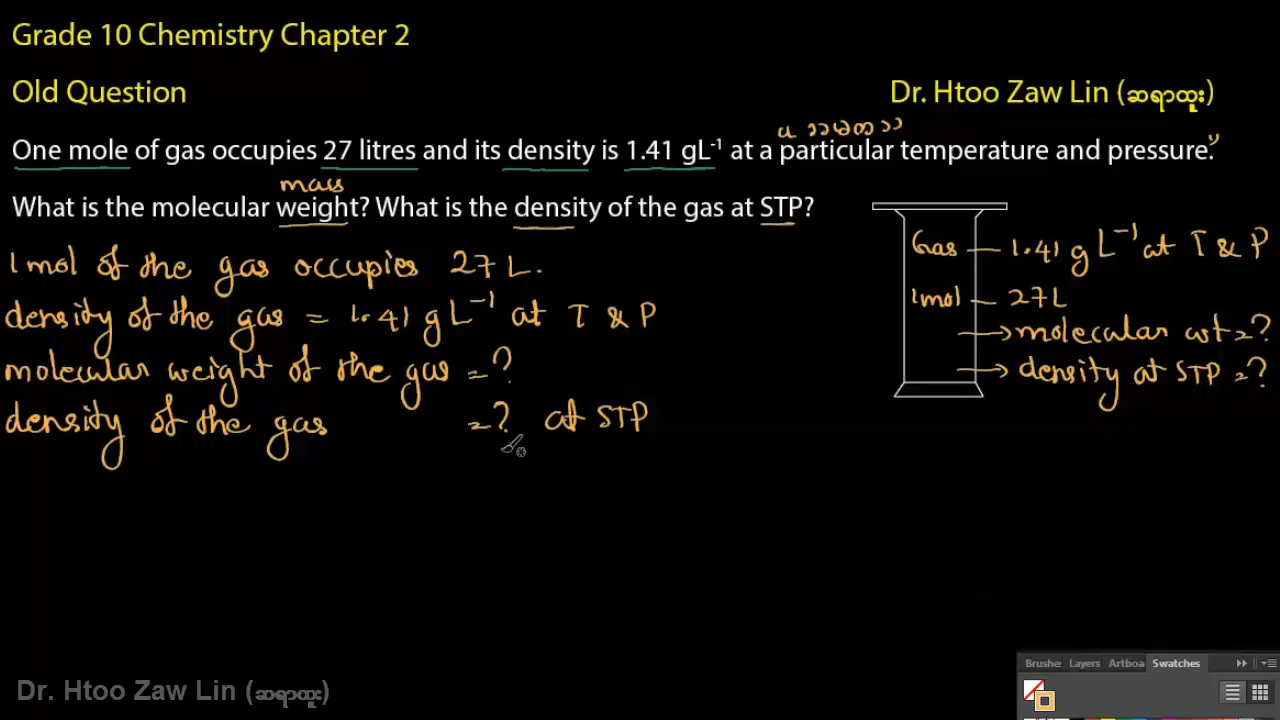 Grade 10 Chemistry Chapter 2
Old Question
Dr. Htoo Zaw Lin (ဆရာထူး)
One mole of gas occupies 27 litres and its density is 1.41 gL⁻¹ at a particular temperature and pressure.
mass
What is the molecular weight? What is the density of the gas at STP?
1 mol of the gas occupies 27 L.
density of the gas = 1.41 g L⁻¹ at T & P
molecular weight of the gas = ?
density of the gas = ? at STP
Gas — 1.41 g L⁻¹ at T & P
1mol — 27L
→ molecular wt = ?
→ density at STP = ?
Dr. Htoo Zaw Lin (ဆရာထူး)
Brushe Layers Artboa Swatches